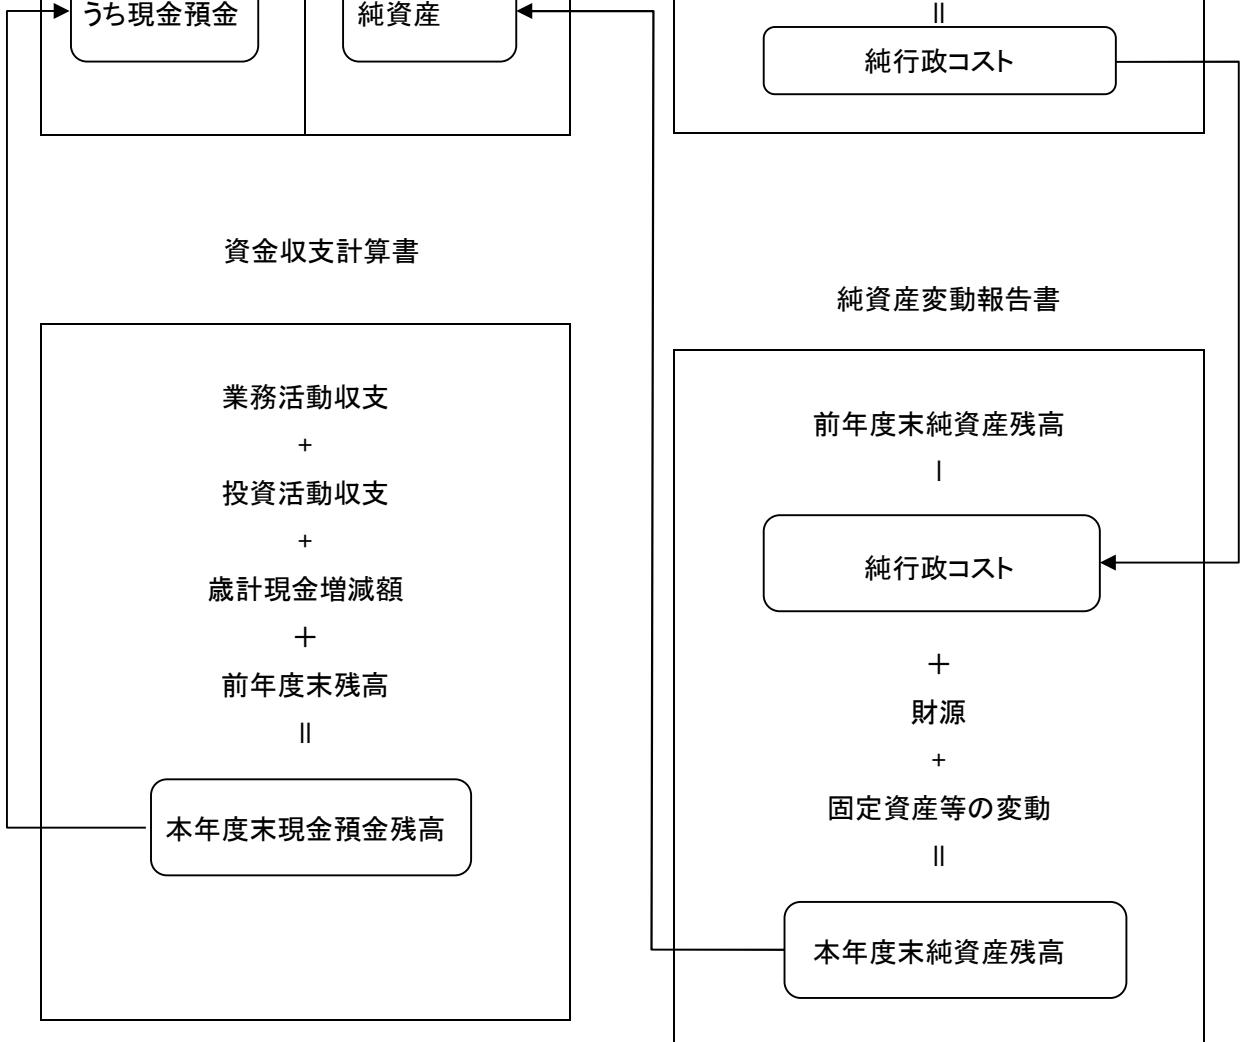 うち現金預金
純資産
||
純行政コスト
資金収支計算書
業務活動収支
+
投資活動収支
+
歳計現金増減額
＋
前年度末残高
||
本年度末現金預金残高
純資産変動報告書
前年度末純資産残高
|
純行政コスト
＋
財源
+
固定資産等の変動
||
本年度末純資産残高